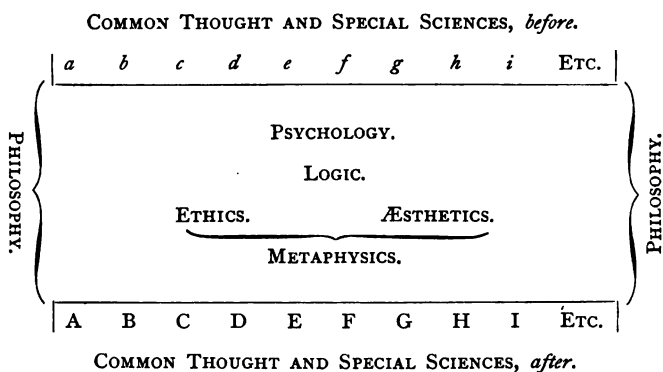 COMMON THOUGHT AND SPECIAL SCIENCES, before.
a b c d e f g h i ETC.
PHILOSOPHY.
PSYCHOLOGY.
LOGIC.
ETHICS. ÆSTHETICS.
METAPHYSICS.
PHILOSOPHY.
A B C D E F G H I ETC.
COMMON THOUGHT AND SPECIAL SCIENCES, after.